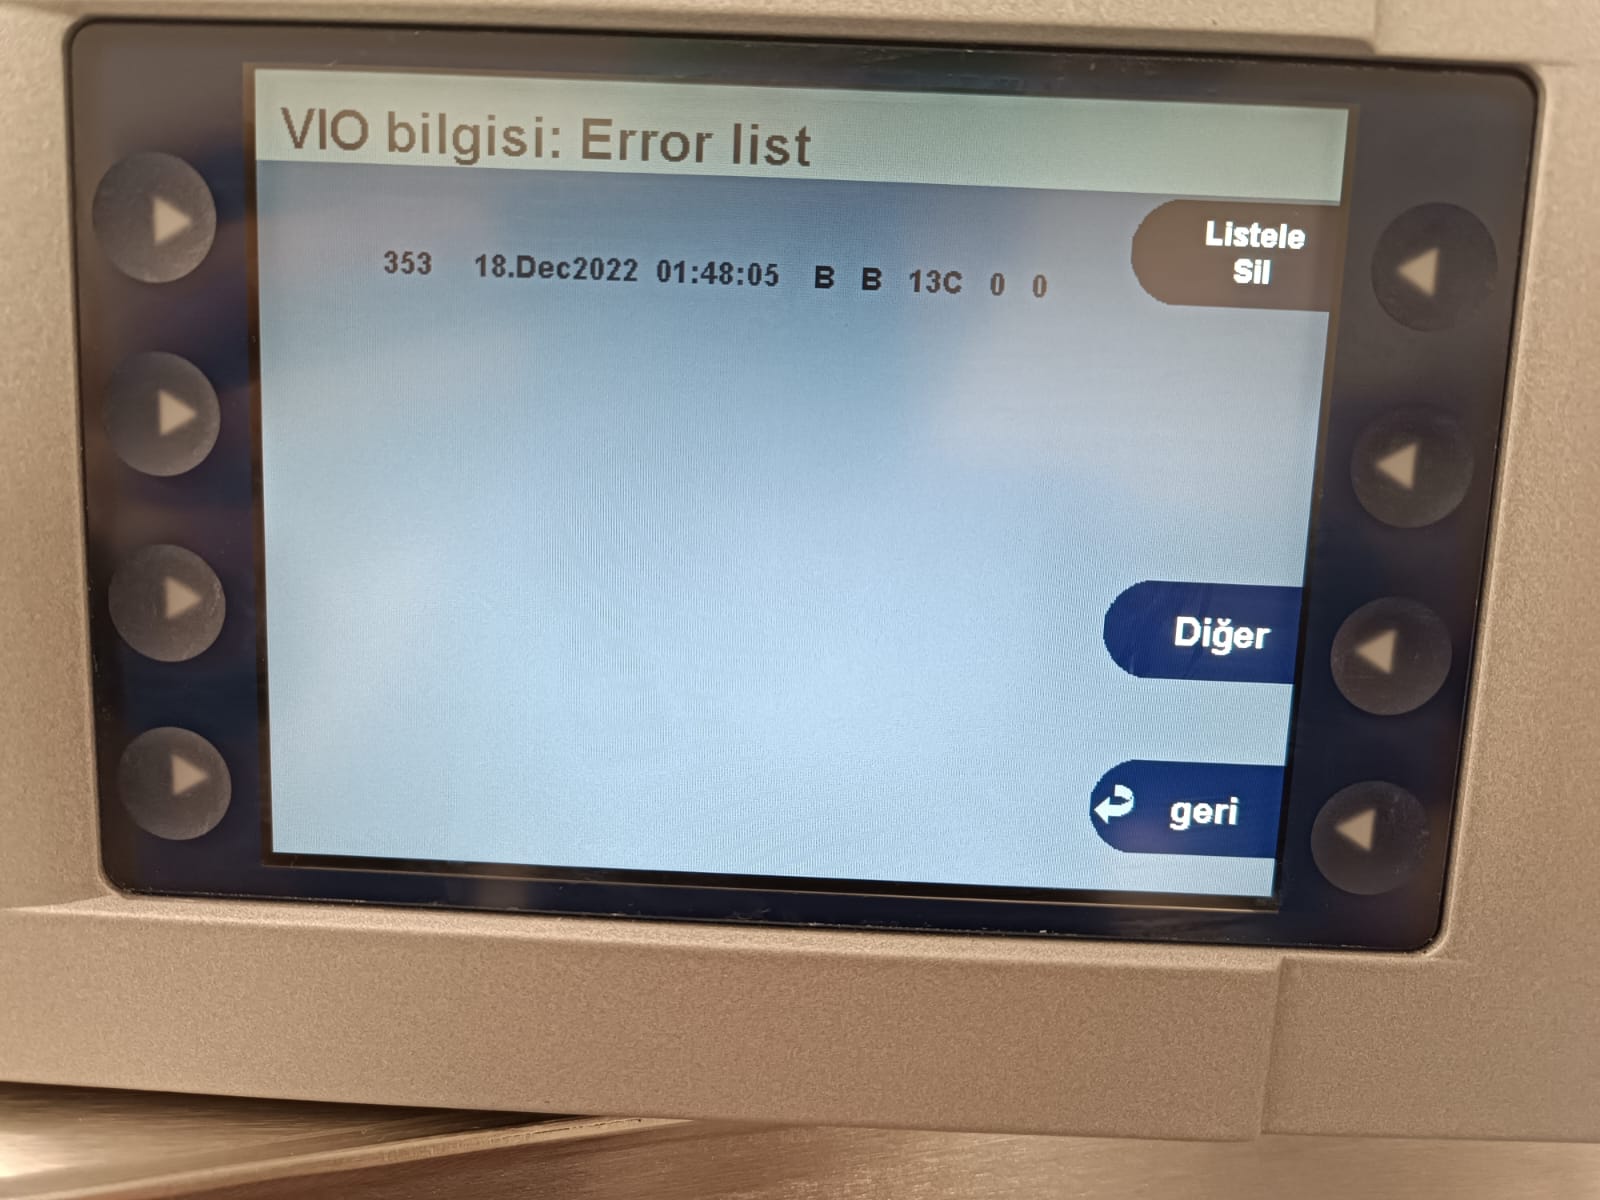 VIO bilgisi: Error list
353 18.Dec2022 01:48:05 B B 13C 0 0
Listele
Sil
Diğer
geri